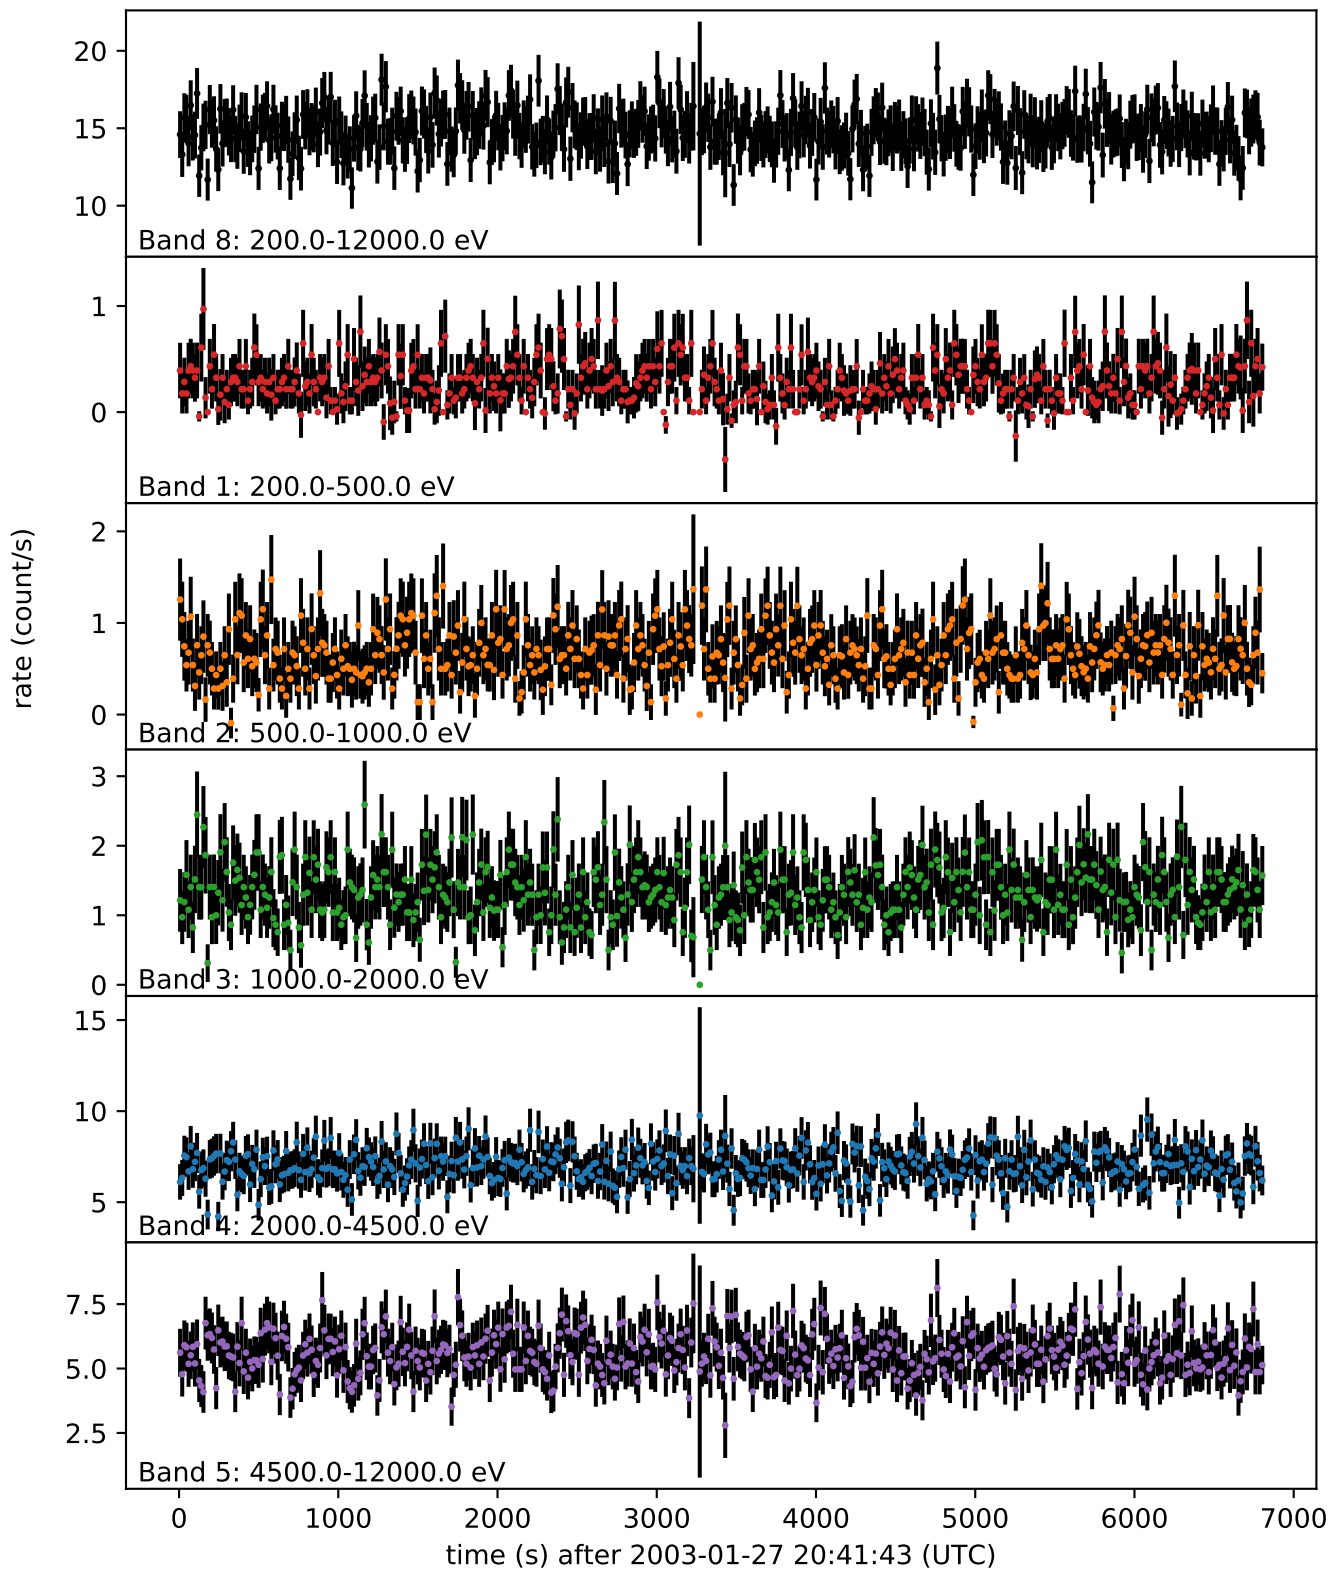 20
15
10
Band 8: 200.0-12000.0 eV
1
0
Band 1: 200.0-500.0 eV
rate (count/s)
2
1
0
Band 2: 500.0-1000.0 eV
3
2
1
0
Band 3: 1000.0-2000.0 eV
15
10
5
Band 4: 2000.0-4500.0 eV
7.5
5.0
2.5
Band 5: 4500.0-12000.0 eV
0 1000 2000 3000 4000 5000 6000 7000
time (s) after 2003-01-27 20:41:43 (UTC)